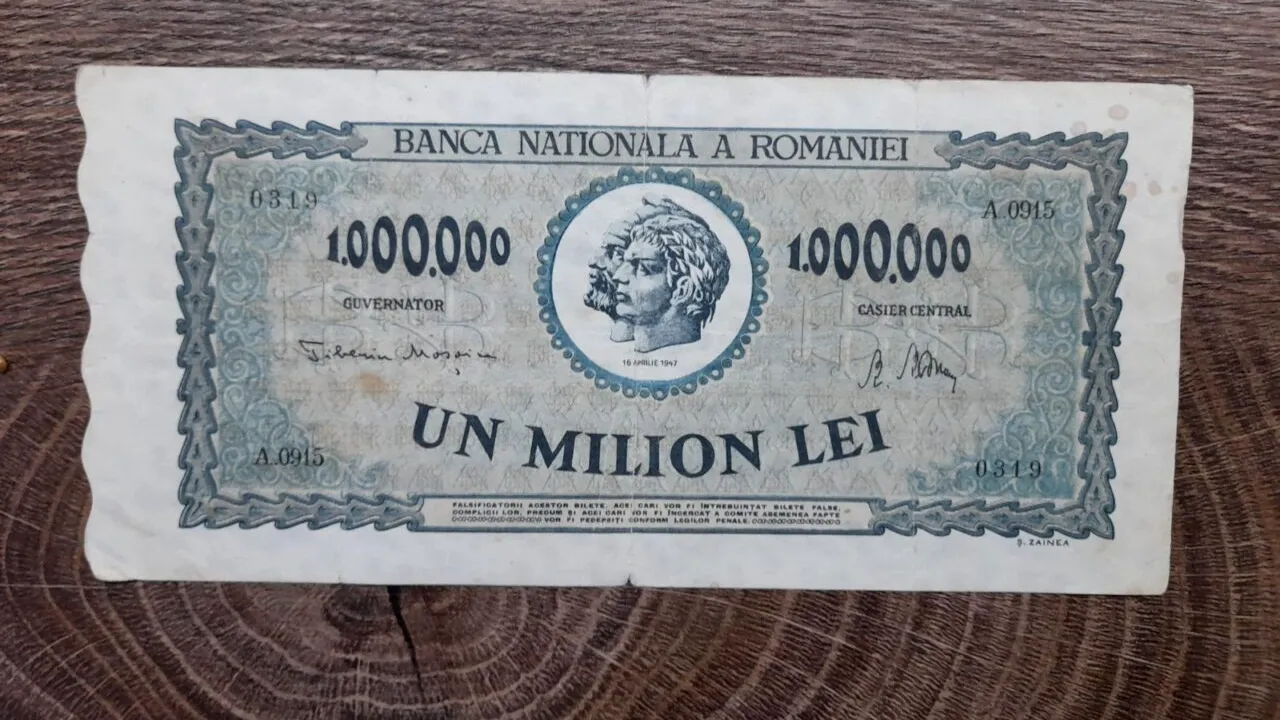 BANCA NATIONALA A ROMANIEI
0319
A.0915
1.000.000
1.000.000
GUVERNATOR
CASIER CENTRAL
16 APRILIE 1947
UN MILION LEI
A.0915
0319
FALSIFICATORII ACESTOR BILETE, ACEI CARI VOR FI ÎNTREBUINȚAT BILETE FALSE,
COMPLICII LOR, PRECUM ȘI ACEI CARI VOR FI ÎNCERCAT A COMITE ASEMENEA FAPTE
VOR FI PEDEPSIȚI CONFORM LEGILOR PENALE.
Ș. ZAINEA